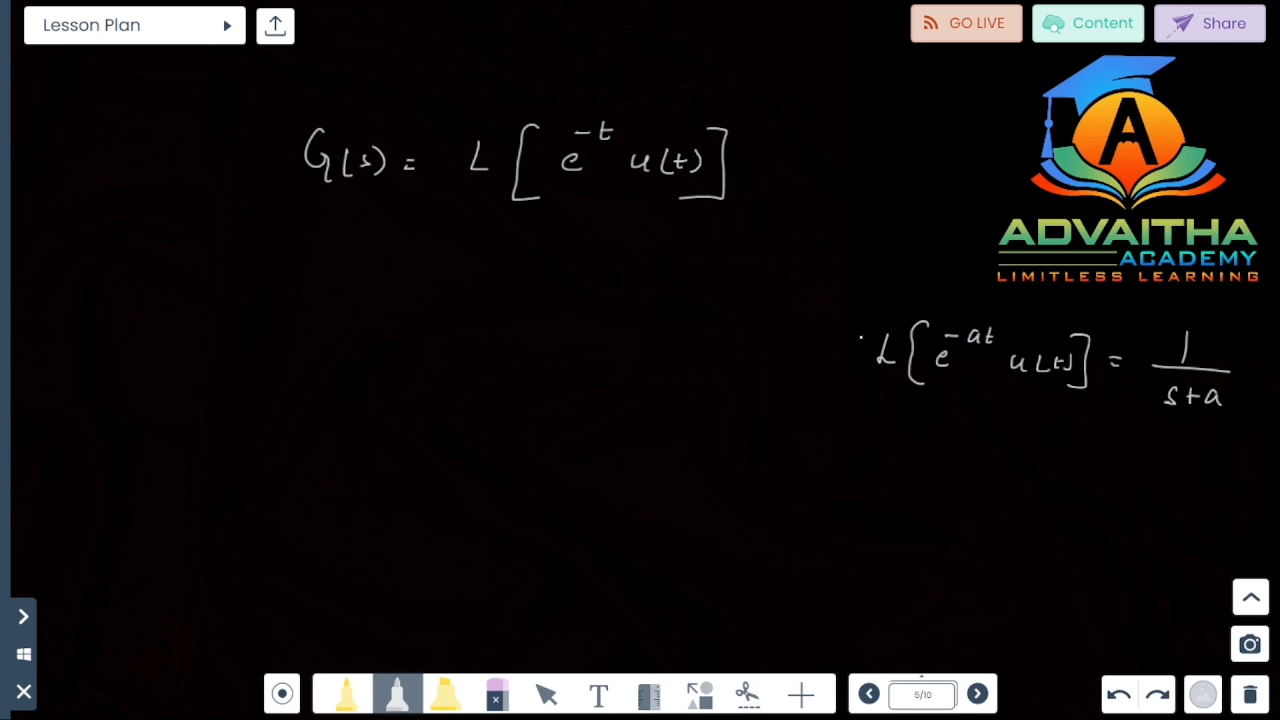 Lesson Plan
GO LIVE
Content
Share
G(s) = L [ e^{-t} u(t) ]
A
ADVAITHA
ACADEMY
LIMITLESS LEARNING
L [ e^{-at} u(t) ] = 1/(s+a)
T
5/10